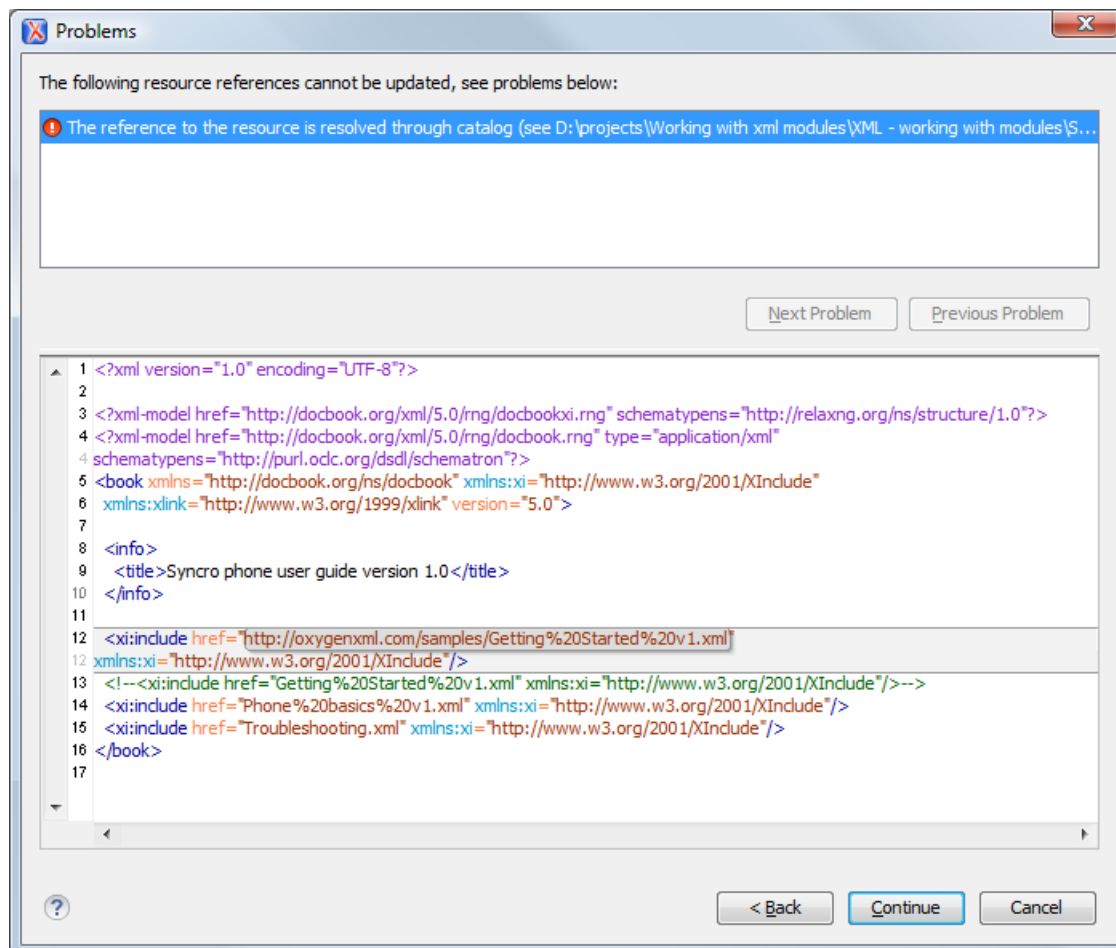 Problems
The following resource references cannot be updated, see problems below:
The reference to the resource is resolved through catalog (see D:\projects\Working with xml modules\XML - working with modules\S...
Next Problem
Previous Problem
1 <?xml version="1.0" encoding="UTF-8"?>
2
3 <?xml-model href="http://docbook.org/xml/5.0/rng/docbookxi.rng" schematypens="http://relaxng.org/ns/structure/1.0"?>
4 <?xml-model href="http://docbook.org/xml/5.0/rng/docbook.rng" type="application/xml"
4 schematypens="http://purl.oclc.org/dsdl/schematron"?>
5 <book xmlns="http://docbook.org/ns/docbook" xmlns:xi="http://www.w3.org/2001/XInclude"
6 xmlns:xlink="http://www.w3.org/1999/xlink" version="5.0">
7
8 <info>
9 <title>Syncro phone user guide version 1.0</title>
10 </info>
11
12 <xi:include href="http://oxygenxml.com/samples/Getting%20Started%20v1.xml"
12 xmlns:xi="http://www.w3.org/2001/XInclude"/>
13 <!--<xi:include href="Getting%20Started%20v1.xml" xmlns:xi="http://www.w3.org/2001/XInclude"/>-->
14 <xi:include href="Phone%20basics%20v1.xml" xmlns:xi="http://www.w3.org/2001/XInclude"/>
15 <xi:include href="Troubleshooting.xml" xmlns:xi="http://www.w3.org/2001/XInclude"/>
16 </book>
17
?
< Back
Continue
Cancel